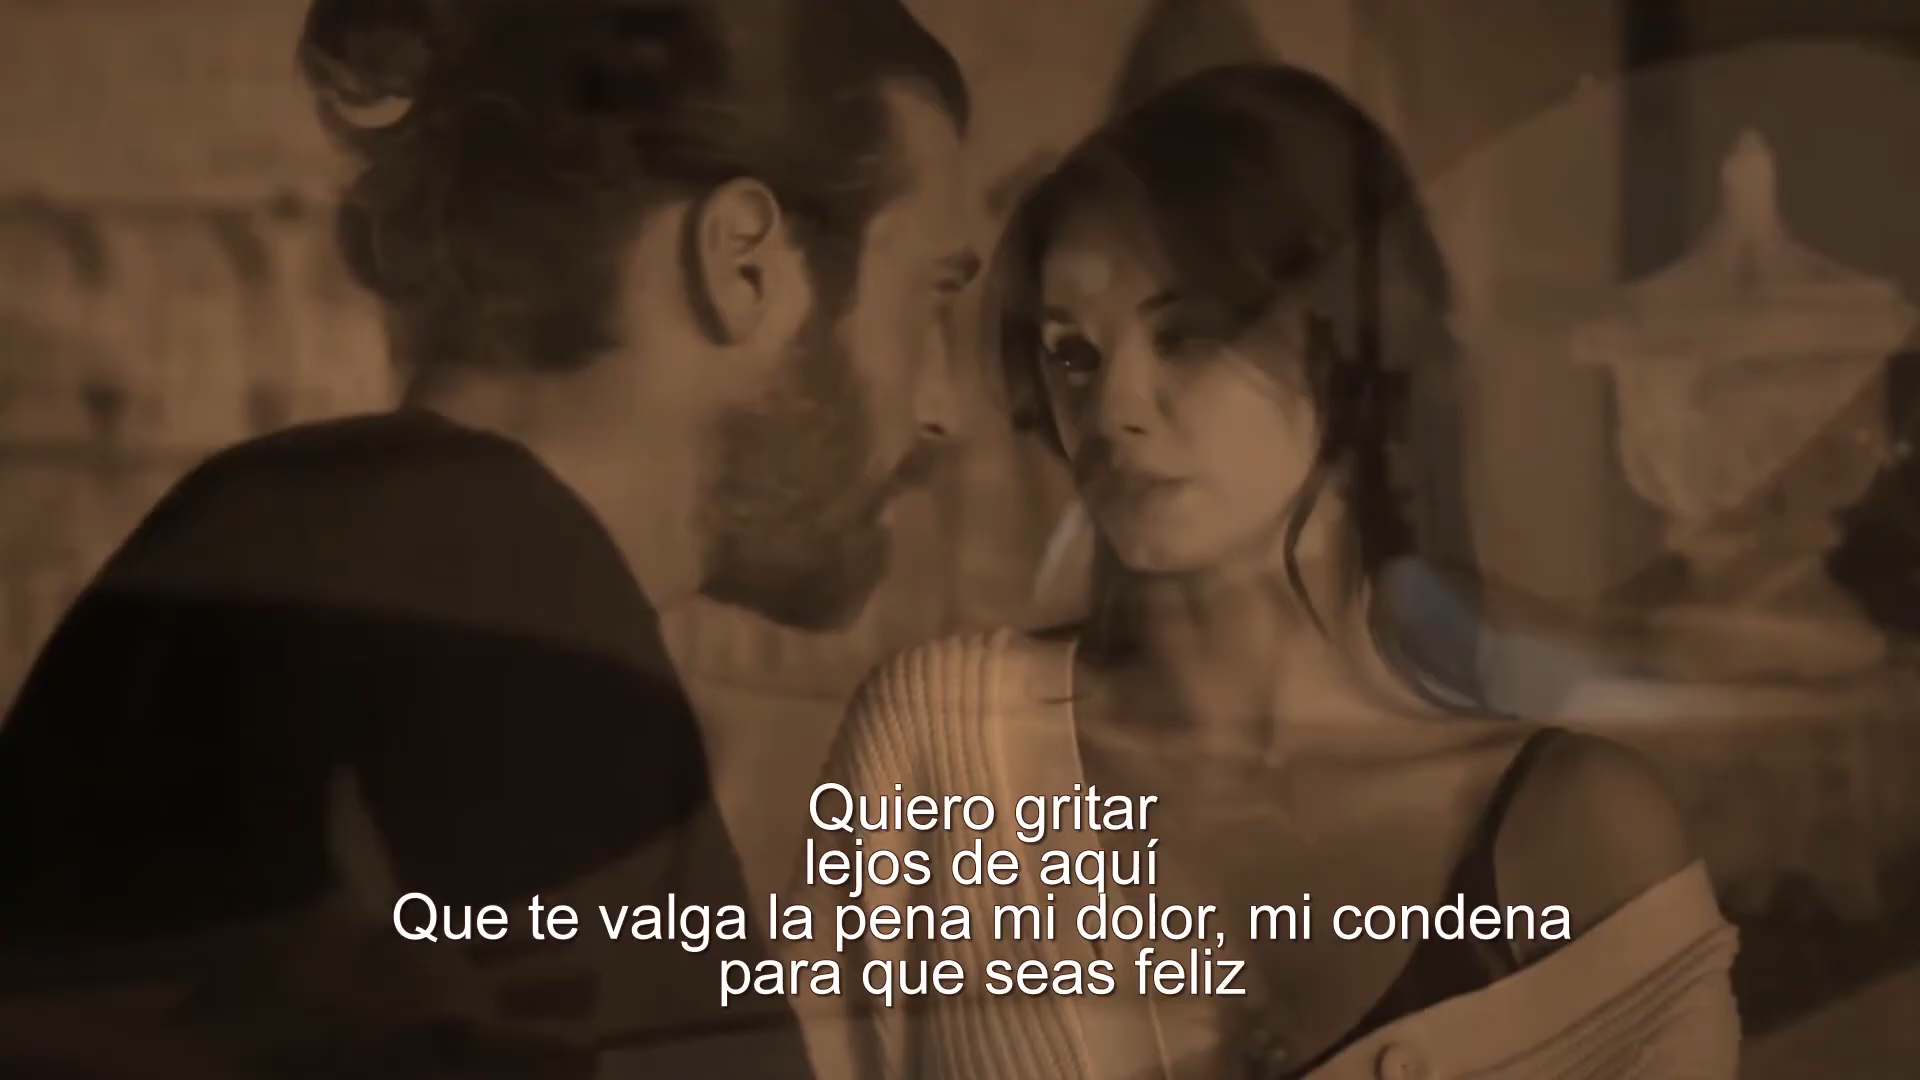 Quiero gritar
lejos de aquí
Que te valga la pena mi dolor, mi condena
para que seas feliz